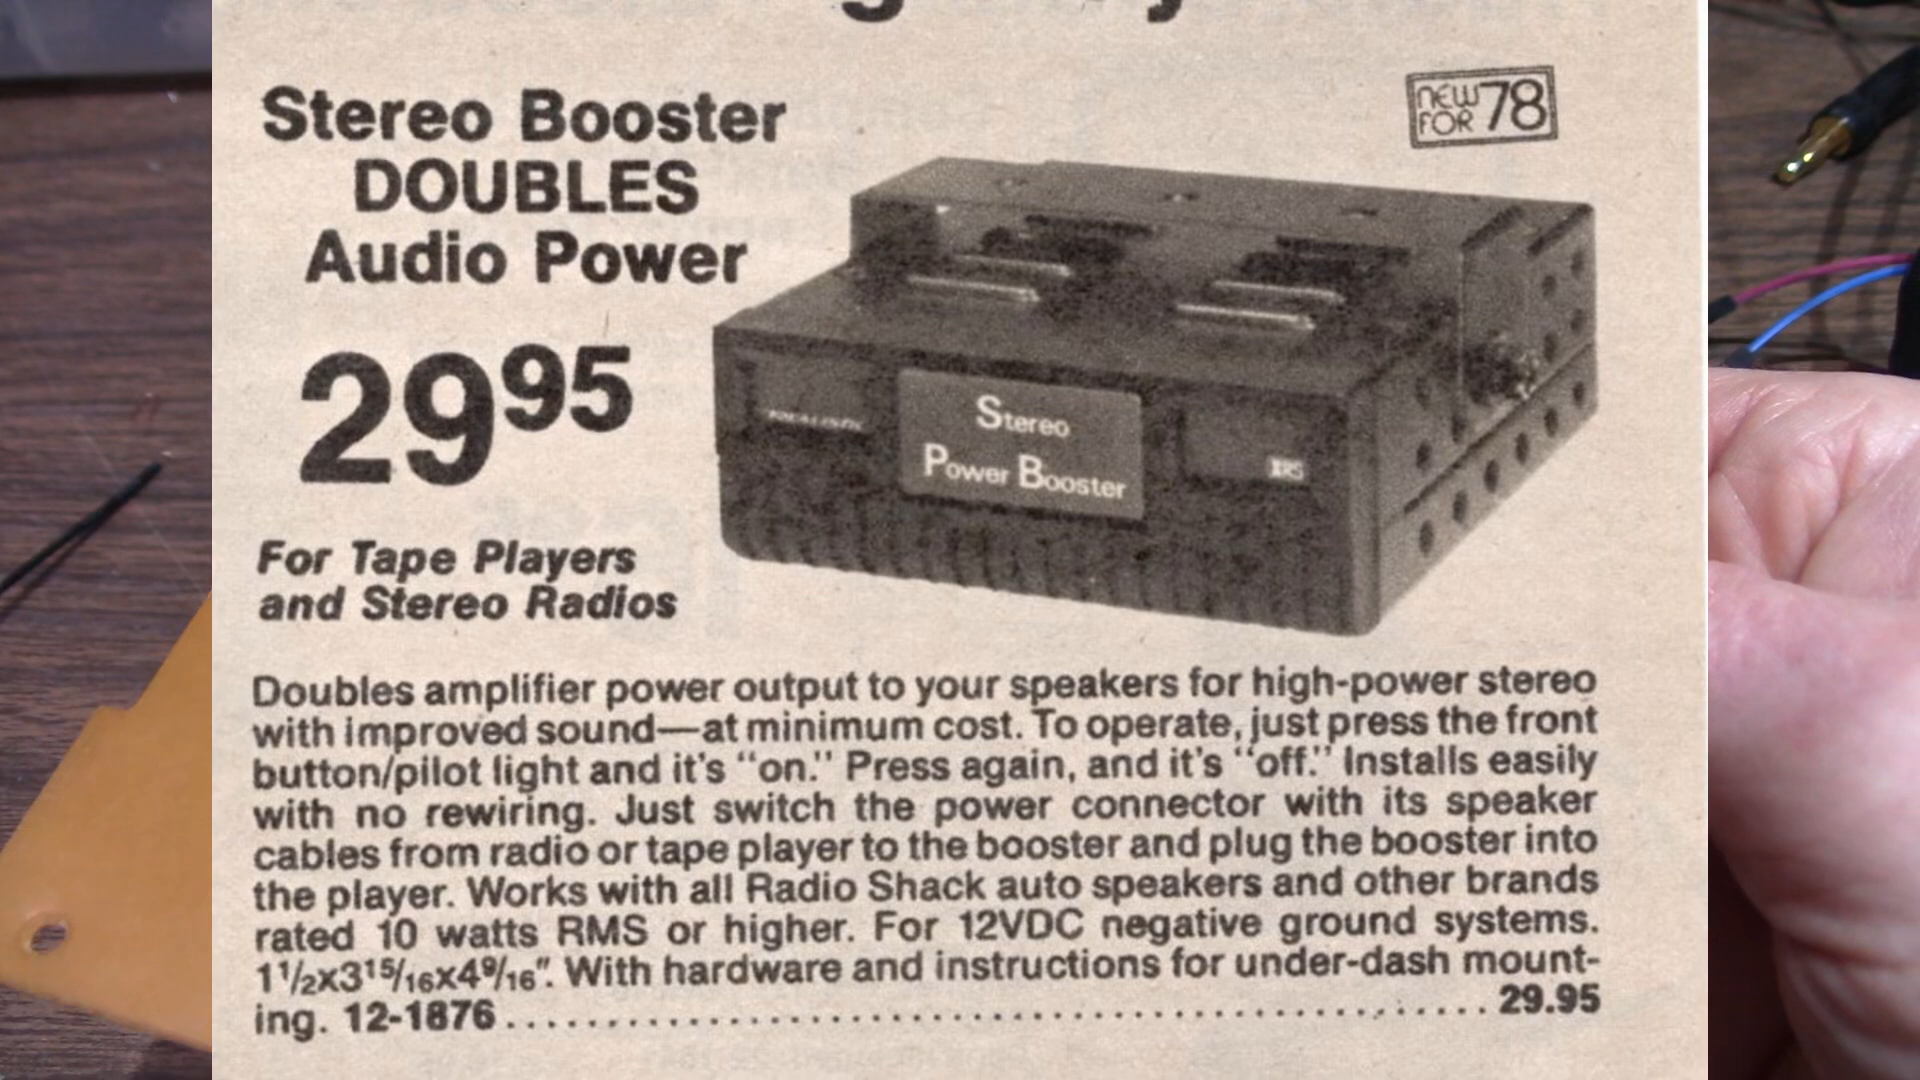 Stereo Booster
DOUBLES
Audio Power
NEW
FOR 78
29 95
REALISTIC
Stereo
Power Booster
For Tape Players
and Stereo Radios
Doubles amplifier power output to your speakers for high-power stereo
with improved sound—at minimum cost. To operate, just press the front
button/pilot light and it's “on.” Press again, and it's “off.” Installs easily
with no rewiring. Just switch the power connector with its speaker
cables from radio or tape player to the booster and plug the booster into
the player. Works with all Radio Shack auto speakers and other brands
rated 10 watts RMS or higher. For 12VDC negative ground systems.
1½x3¹⁵/₁₆x4⁹/₁₆”. With hardware and instructions for under-dash mount-
ing. 12-1876 ........................................ 29.95